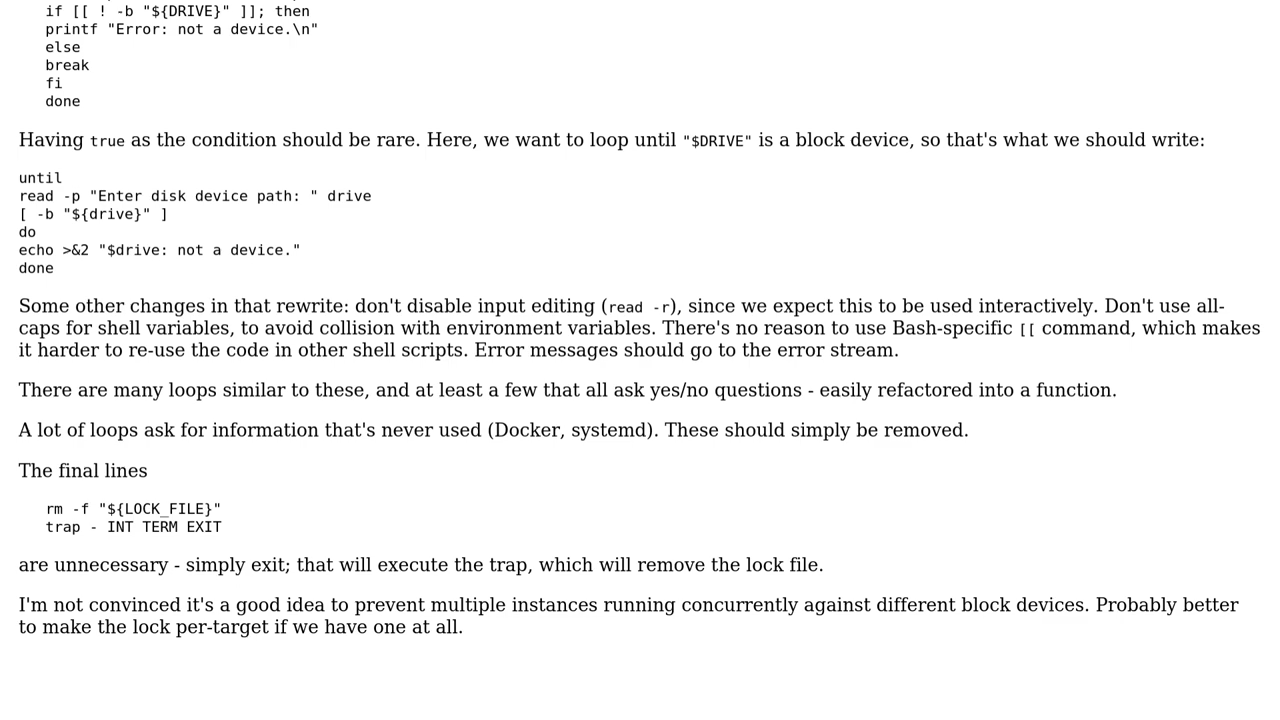 if [[ ! -b "${DRIVE}" ]]; then
printf "Error: not a device.\n"
else
break
fi
done
Having true as the condition should be rare. Here, we want to loop until "$DRIVE" is a block device, so that's what we should write:
until
read -p "Enter disk device path: " drive
[ -b "${drive}" ]
do
echo >&2 "$drive: not a device."
done
Some other changes in that rewrite: don't disable input editing (read -r), since we expect this to be used interactively. Don't use all-
caps for shell variables, to avoid collision with environment variables. There's no reason to use Bash-specific [[ command, which makes
it harder to re-use the code in other shell scripts. Error messages should go to the error stream.
There are many loops similar to these, and at least a few that all ask yes/no questions - easily refactored into a function.
A lot of loops ask for information that's never used (Docker, systemd). These should simply be removed.
The final lines
rm -f "${LOCK_FILE}"
trap - INT TERM EXIT
are unnecessary - simply exit; that will execute the trap, which will remove the lock file.
I'm not convinced it's a good idea to prevent multiple instances running concurrently against different block devices. Probably better
to make the lock per-target if we have one at all.